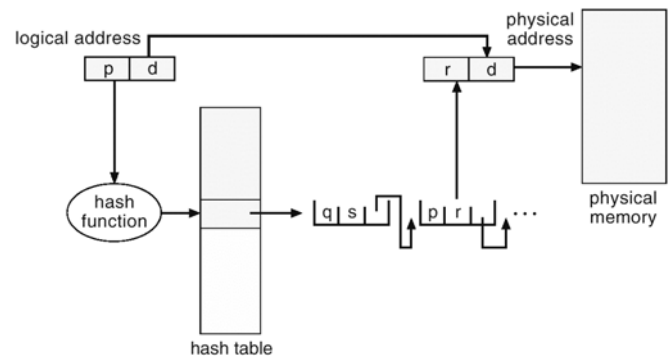 logical address
physical
address
p d
r d
hash
function
q s
p r
...
physical
memory
hash table